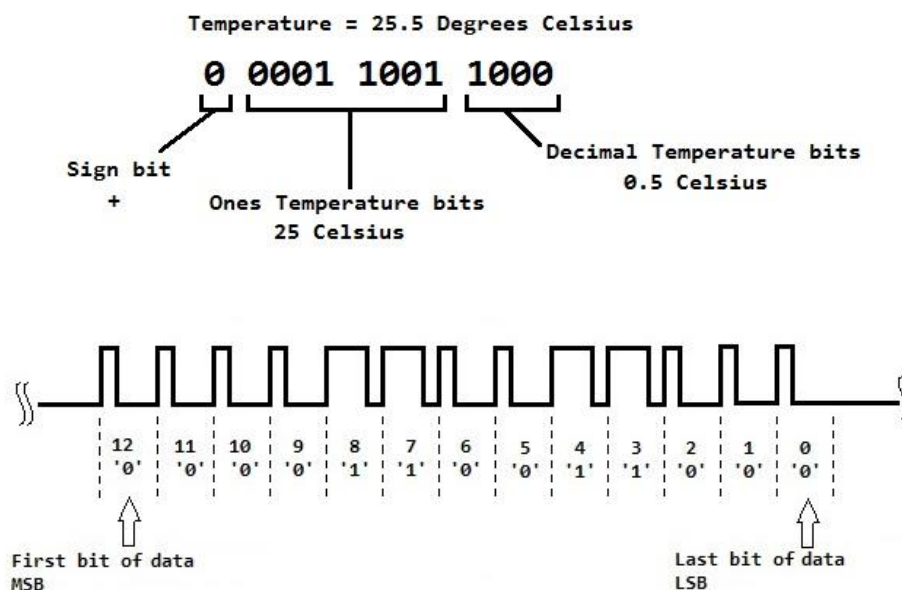 Temperature = 25.5 Degrees Celsius
0 0001 1001 1000
Sign bit
+
Ones Temperature bits
25 Celsius
Decimal Temperature bits
0.5 Celsius
12 11 10 9 8 7 6 5 4 3 2 1 0
'0' '0' '0' '0' '1' '1' '0' '0' '1' '1' '0' '0' '0'
First bit of data
MSB
Last bit of data
LSB